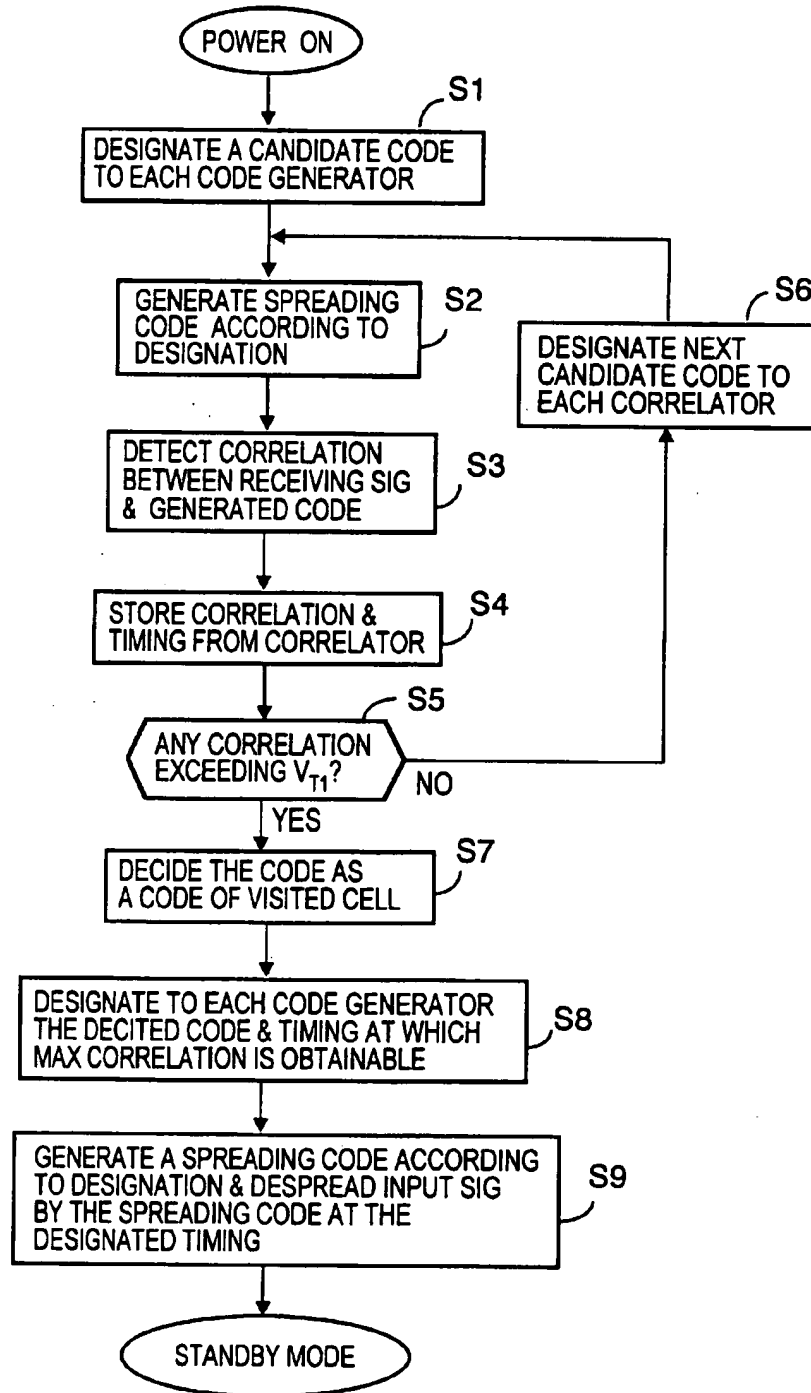 POWER ON
S1
DESIGNATE A CANDIDATE CODE
TO EACH CODE GENERATOR
S2
GENERATE SPREADING
CODE ACCORDING TO
DESIGNATION
S6
DESIGNATE NEXT
CANDIDATE CODE TO
EACH CORRELATOR
S3
DETECT CORRELATION
BETWEEN RECEIVING SIG
& GENERATED CODE
S4
STORE CORRELATION &
TIMING FROM CORRELATOR
S5
ANY CORRELATION
EXCEEDING VT1?
NO
YES
S7
DECIDE THE CODE AS
A CODE OF VISITED CELL
S8
DESIGNATE TO EACH CODE GENERATOR
THE DECITED CODE & TIMING AT WHICH
MAX CORRELATION IS OBTAINABLE
S9
GENERATE A SPREADING CODE ACCORDING
TO DESIGNATION & DESPREAD INPUT SIG
BY THE SPREADING CODE AT THE
DESIGNATED TIMING
STANDBY MODE